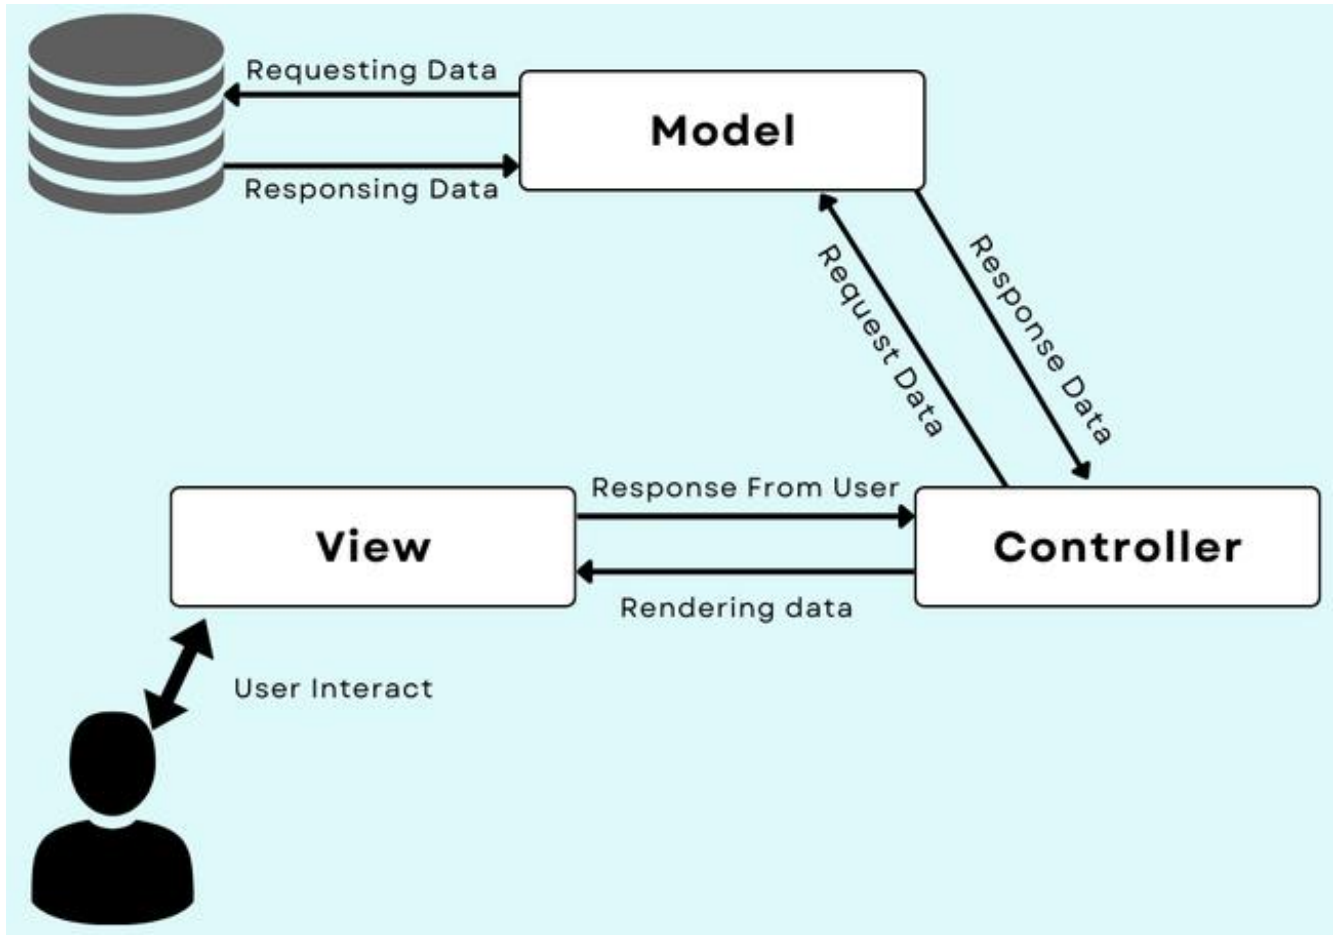 Requesting Data
Model
Responsing Data
Request Data
Response Data
Response From User
View
Controller
Rendering data
User Interact